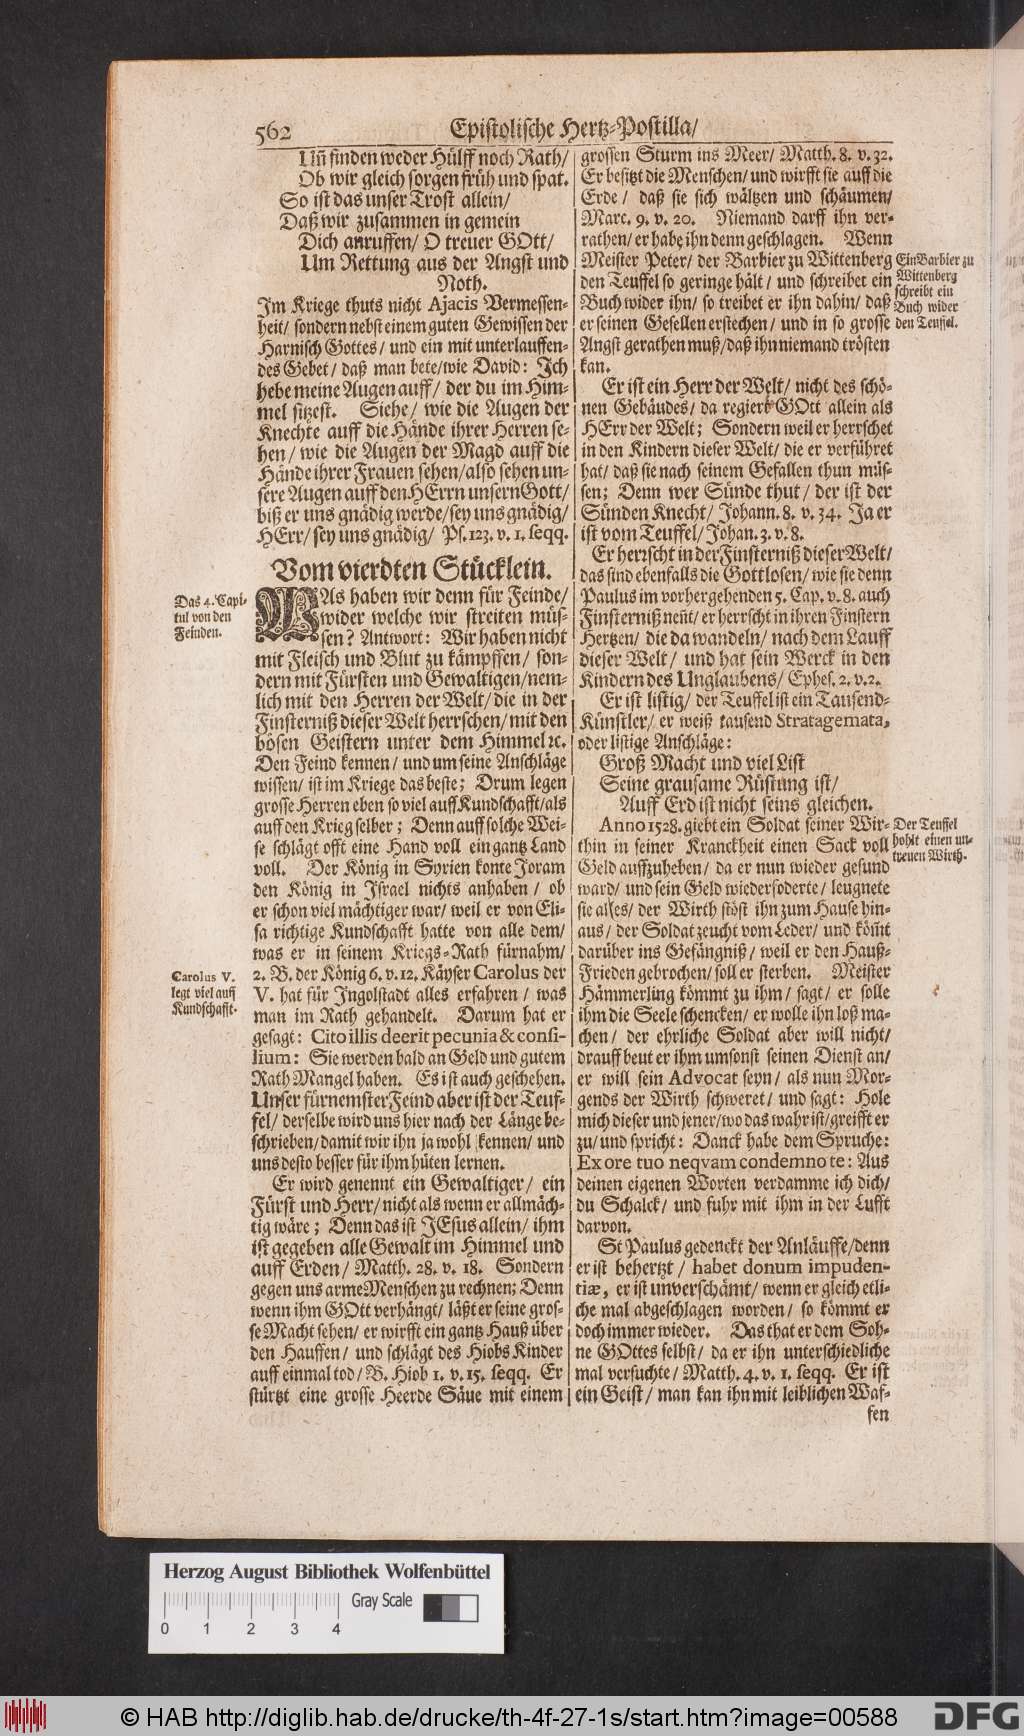 562
Epistolische Hertz-Postilla/
Uñ finden weder Hülff noch Rath/
Ob wir gleich sorgen früh und spat.
So ist das unser Trost allein/
Daß wir zusammen in gemein
Dich anruffen/ O treuer GOtt/
Um Rettung aus der Angst und
Noth.
Im Kriege thuts nicht Ajacis Vermessen-
heit/ sondern nebst einem guten Gewissen der
Harnisch Gottes/ und ein mit unterlauffen-
des Gebet/ daß man bete/ wie David: Ich
hebe meine Augen auff/ der du im Him-
mel sitzest. Siehe/ wie die Augen der
Knechte auff die Hände ihrer Herren se-
hen/ wie die Augen der Magd auff die
Hände ihrer Frauen sehen/ also sehen un-
sere Augen auff den HErrn unsern Gott/
biß er uns gnädig werde/ sey uns gnädig/
HErr/ sey uns gnädig/ Ps. 123. v. 1. seqq.
Vom vierdten Stücklein.
Das 4. Capi-
tul von den
Feinden.
WAs haben wir denn für Feinde/
wider welche wir streiten müs-
sen? Antwort: Wir haben nicht
mit Fleisch und Blut zu kämpffen/ son-
dern mit Fürsten und Gewaltigen/ nem-
lich mit den Herren der Welt/ die in der
Finsterniß dieser Welt herrschen/ mit den
bösen Geistern unter dem Himmel ꝛc.
Den Feind kennen/ und um seine Anschläge
wissen/ ist im Kriege das beste; Drum legen
grosse Herren eben so viel auff Kundschafft/ als
auff den Krieg selber; Denn auff solche Wei-
se schlägt offt eine Hand voll ein gantz Land
voll. Der König in Syrien konte Joram
den König in Israel nichts anhaben/ ob
er schon viel mächtiger war/ weil er von Eli-
sa richtige Kundschafft hatte von alle dem/
was er in seinem Kriegs-Rath fürnahm/
2. B. der König 6. v. 12. Käyser Carolus der
V. hat für Ingolstadt alles erfahren/ was
man im Rath gehandelt. Darum hat er
gesagt: Cito illis deerit pecunia & consi-
lium: Sie werden bald an Geld und gutem
Rath Mangel haben. Es ist auch geschehen.
Carolus V.
legt viel auff
Kundschafft.
Unser fürnemster Feind aber ist der Teuf-
fel/ derselbe wird uns hier nach der Länge be-
schrieben/ damit wir ihn ja wohl kennen/ und
uns desto besser für ihm hüten lernen.
Er wird genennt ein Gewaltiger/ ein
Fürst und Herr/ nicht als wenn er allmäch-
tig wäre; Denn das ist JEsus allein/ ihm
ist gegeben alle Gewalt im Himmel und
auff Erden/ Matth. 28. v. 18. Sondern
gegen uns arme Menschen zu rechnen; Denn
wenn ihm GOtt verhängt/ läßt er seine gros-
se Macht sehen/ er wirfft ein gantz Hauß über
den Hauffen/ und schlägt des Hiobs Kinder
auff einmal tod/ B. Hiob 1. v. 15. seqq. Er
stürtzt eine grosse Heerde Säue mit einem
grossen Sturm ins Meer/ Matth. 8. v. 32.
Er besitzt die Menschen/ und wirfft sie auff die
Erde/ daß sie sich wältzen und schäumen/
Marc. 9. v. 20. Niemand darff ihn ver-
rathen/ er habe ihn denn geschlagen. Wenn
Meister Peter/ der Barbier zu Wittenberg
den Teuffel so geringe hält/ und schreibet ein
Buch wider ihn/ so treibet er ihn dahin/ daß
er seinen Gesellen erstechen/ und in so grosse
Angst gerathen muß/ daß ihn niemand trösten
kan.
Ein Barbier zu
Wittenberg
schreibt ein
Buch wider
den Teuffel.
Er ist ein Herr der Welt/ nicht des schö-
nen Gebäudes/ da regiert GOtt allein als
HErr der Welt; Sondern weil er herrschet
in den Kindern dieser Welt/ die er verführet
hat/ daß sie nach seinem Gefallen thun müs-
sen; Denn wer Sünde thut/ der ist der
Sünden Knecht/ Johann. 8. v. 34. Ja er
ist vom Teuffel/ Johan. 3. v. 8.
Er herrscht in der Finsterniß dieser Welt/
das sind ebenfalls die Gottlosen/ wie sie denn
Paulus im vorhergehenden 5. Cap. v. 8. auch
Finsterniß neñt/ er herrscht in ihren Finstern
Hertzen/ die da wandeln/ nach dem Lauff
dieser Welt/ und hat sein Werck in den
Kindern des Unglaubens/ Ephes. 2. v. 2.
Er ist listig/ der Teuffel ist ein Tausend-
Künstler/ er weiß tausend Stratagemata,
oder listige Anschläge:
Groß Macht und viel List
Seine grausame Rüstung ist/
Auff Erd ist nicht seins gleichen.
Anno 1528. giebt ein Soldat seiner Wir-
thin in seiner Kranckheit einen Sack voll
Geld auffzuheben/ da er nun wieder gesund
ward/ und sein Geld wieder foderte/ leugnete
sie alles/ der Wirth stöst ihn zum Hause hin-
aus/ der Soldat zeucht vom Leder/ und köm̃t
darüber ins Gefängniß/ weil er den Hauß-
Frieden gebrochen/ soll er sterben. Meister
Hämmerling kömmt zu ihm/ sagt/ er solle
ihm die Seele schencken/ er wolle ihn loß ma-
chen/ der ehrliche Soldat aber will nicht/
drauff beut er ihm umsonst seinen Dienst an/
er will sein Advocat seyn/ als nun Mor-
gends der Wirth schweret/ und sagt: Hole
mich dieser und jener/ wo das wahr ist/ greifft er
zu/ und spricht: Danck habe dem Spruche:
Ex ore tuo neqvam condemno te: Aus
deinen eigenen Worten verdamme ich dich/
du Schalck/ und fuhr mit ihm in der Lufft
darvon.
Der Teuffel
hohlt einen un-
treuen Wirth.
St Paulus gedenckt der Anläuffe/ denn
er ist behertzt/ habet donum impuden-
tiæ, er ist unverschämt/ wenn er gleich etli-
che mal abgeschlagen worden/ so kömmt er
doch immer wieder. Das that er dem Soh-
ne GOttes selbst/ da er ihn unterschiedliche
mal versuchte/ Matth. 4. v. 1. seqq. Er ist
ein Geist/ man kan ihn mit leiblichen Waf-
fen
Herzog August Bibliothek Wolfenbüttel
Gray Scale
0 1 2 3 4
© HAB http://diglib.hab.de/drucke/th-4f-27-1s/start.htm?image=00588
DFG